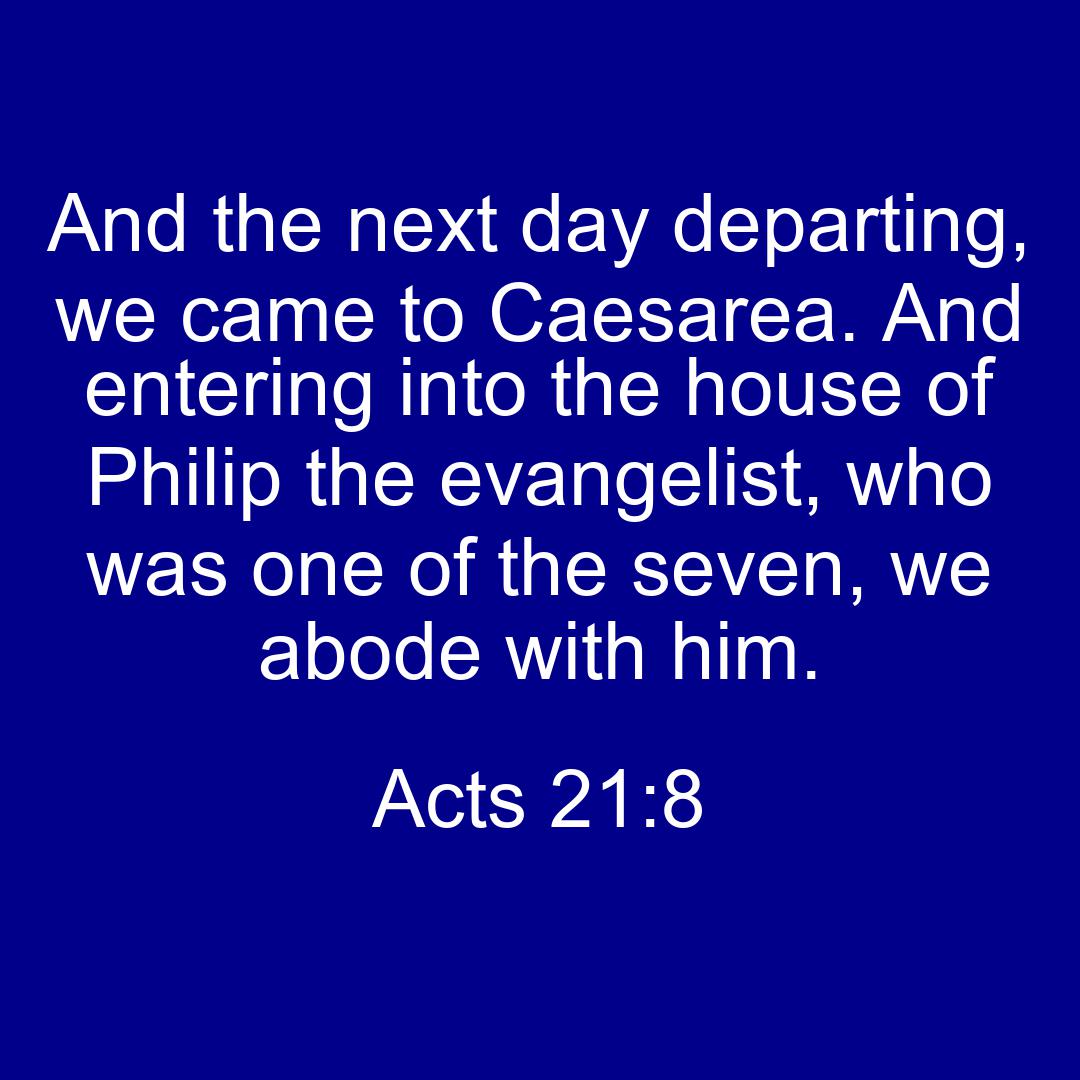 And the next day departing,
we came to Caesarea. And
entering into the house of
Philip the evangelist, who
was one of the seven, we
abode with him.
Acts 21:8